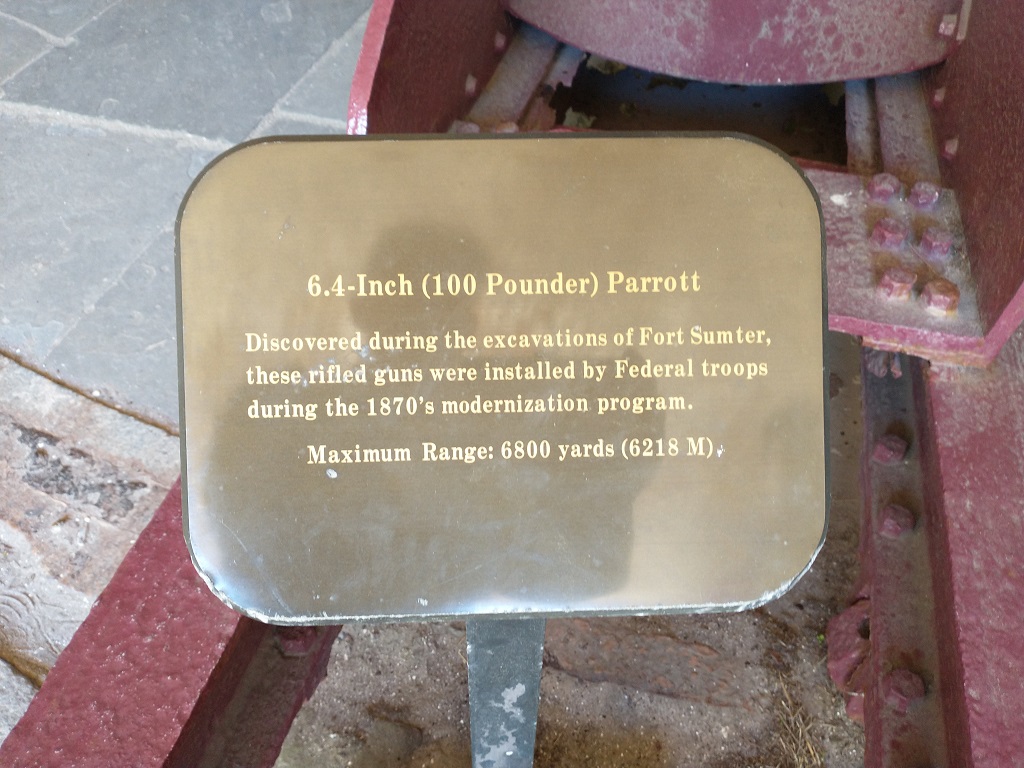 6.4-Inch (100 Pounder) Parrott
Discovered during the excavations of Fort Sumter,
these rifled guns were installed by Federal troops
during the 1870's modernization program.
Maximum Range: 6800 yards (6218 M).